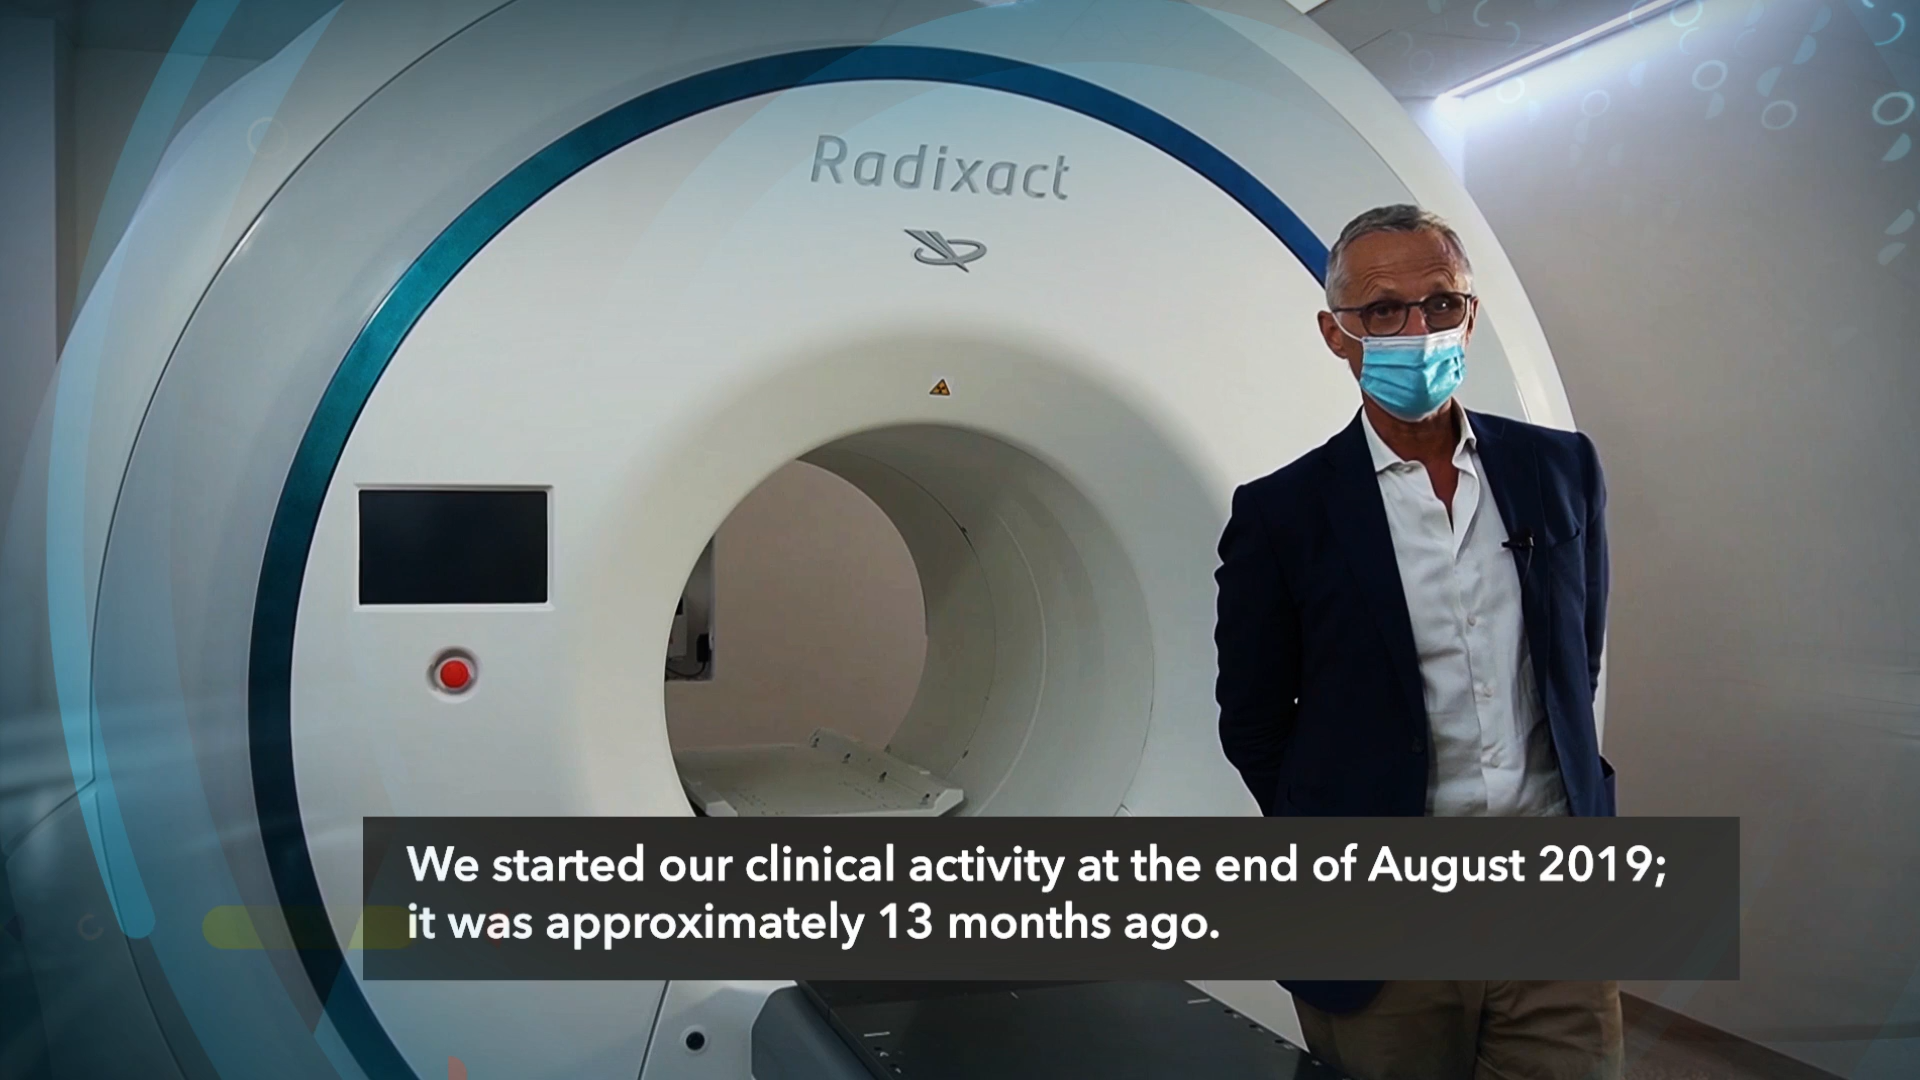 Radixact
We started our clinical activity at the end of August 2019;
it was approximately 13 months ago.